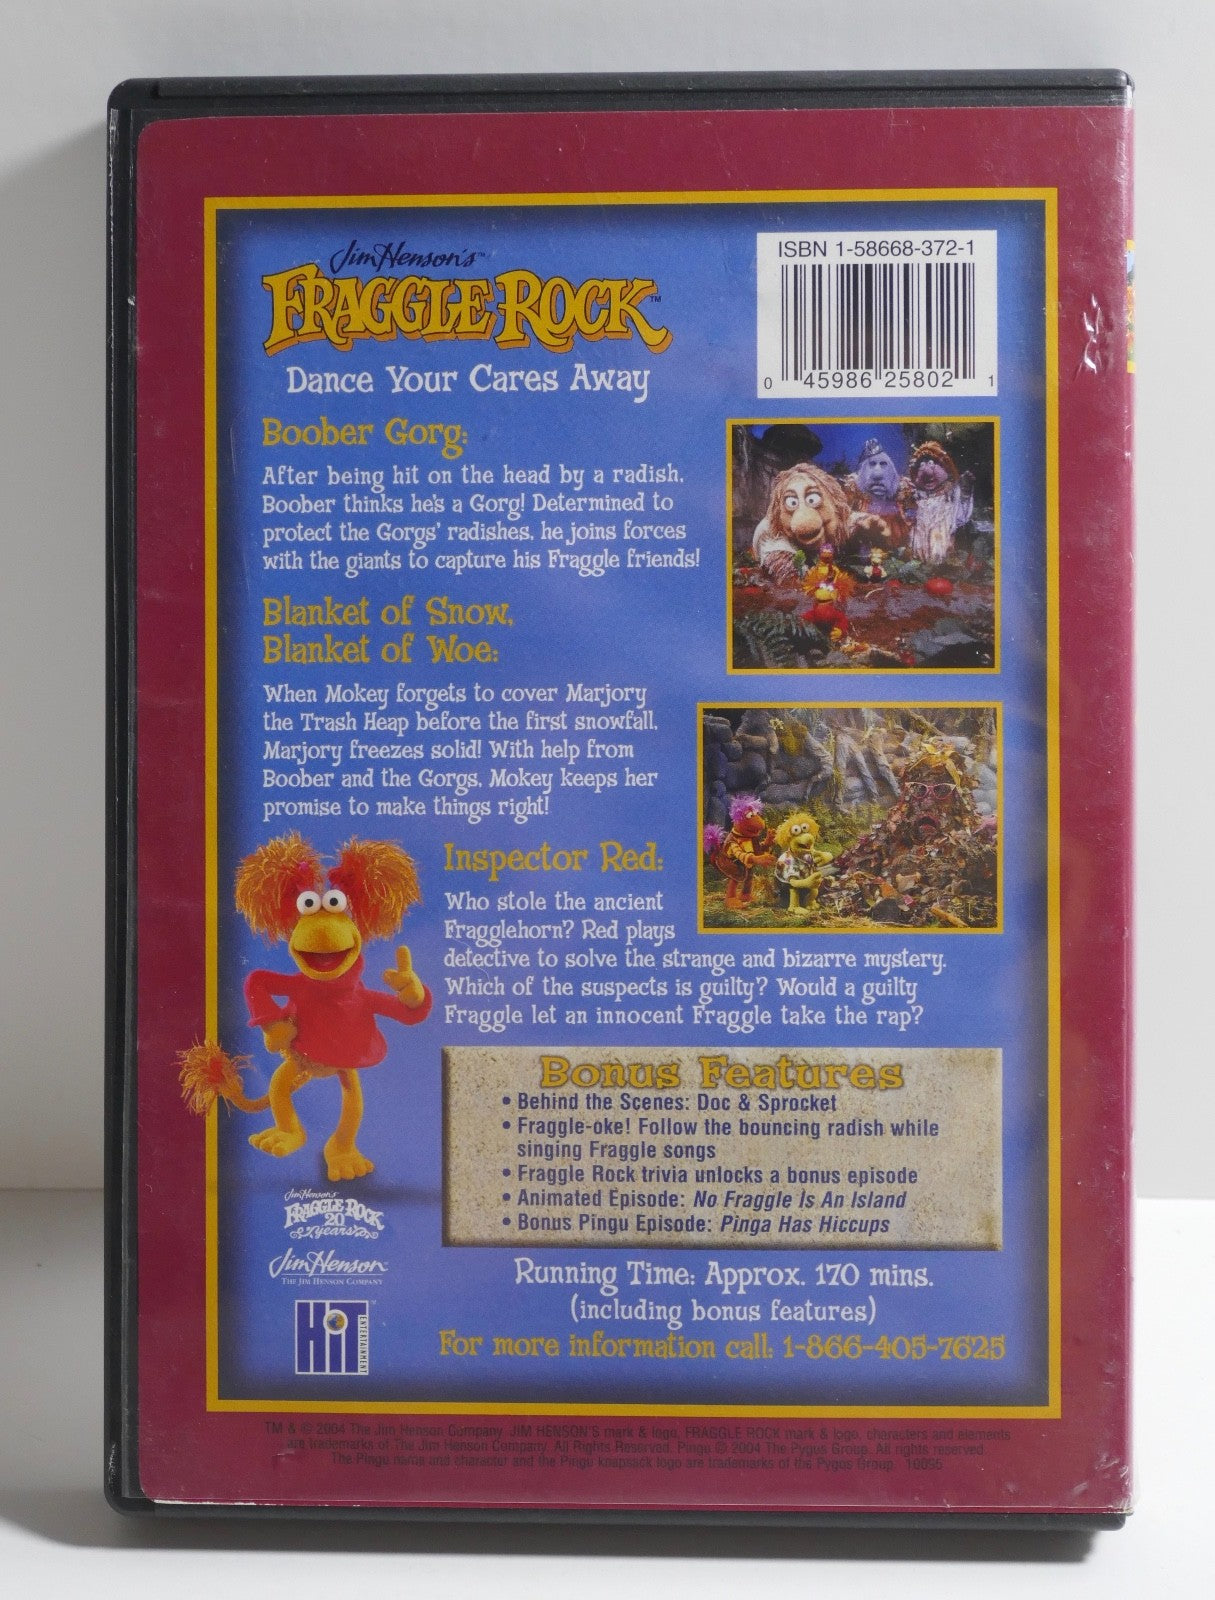 Jim Henson's™
FRAGGLE ROCK™
Dance Your Cares Away
ISBN 1-58668-372-1
0 45986 25802 1
Boober Gorg:
After being hit on the head by a radish,
Boober thinks he's a Gorg! Determined to
protect the Gorgs' radishes, he joins forces
with the giants to capture his Fraggle friends!
Blanket of Snow,
Blanket of Woe:
When Mokey forgets to cover Marjory
the Trash Heap before the first snowfall,
Marjory freezes solid! With help from
Boober and the Gorgs, Mokey keeps her
promise to make things right!
Inspector Red:
Who stole the ancient
Fragglehorn? Red plays
detective to solve the strange and bizarre mystery.
Which of the suspects is guilty? Would a guilty
Fraggle let an innocent Fraggle take the rap?
Bonus Features
• Behind the Scenes: Doc & Sprocket
• Fraggle-oke! Follow the bouncing radish while
singing Fraggle songs
• Fraggle Rock trivia unlocks a bonus episode
• Animated Episode: No Fraggle Is An Island
• Bonus Pingu Episode: Pinga Has Hiccups
Jim Henson's
FRAGGLE ROCK
20
years
Jim Henson
THE JIM HENSON COMPANY
HiT
ENTERTAINMENT
Running Time: Approx. 170 mins.
(including bonus features)
For more information call: 1-866-405-7625
TM & © 2004 The Jim Henson Company. JIM HENSON'S mark & logo, FRAGGLE ROCK mark & logo, characters and elements
are trademarks of The Jim Henson Company. All Rights Reserved. Pingu © 2004 The Pygos Group. All rights reserved.
The Pingu name and character and the Pingu knapsack logo are trademarks of the Pygos Group. 10095